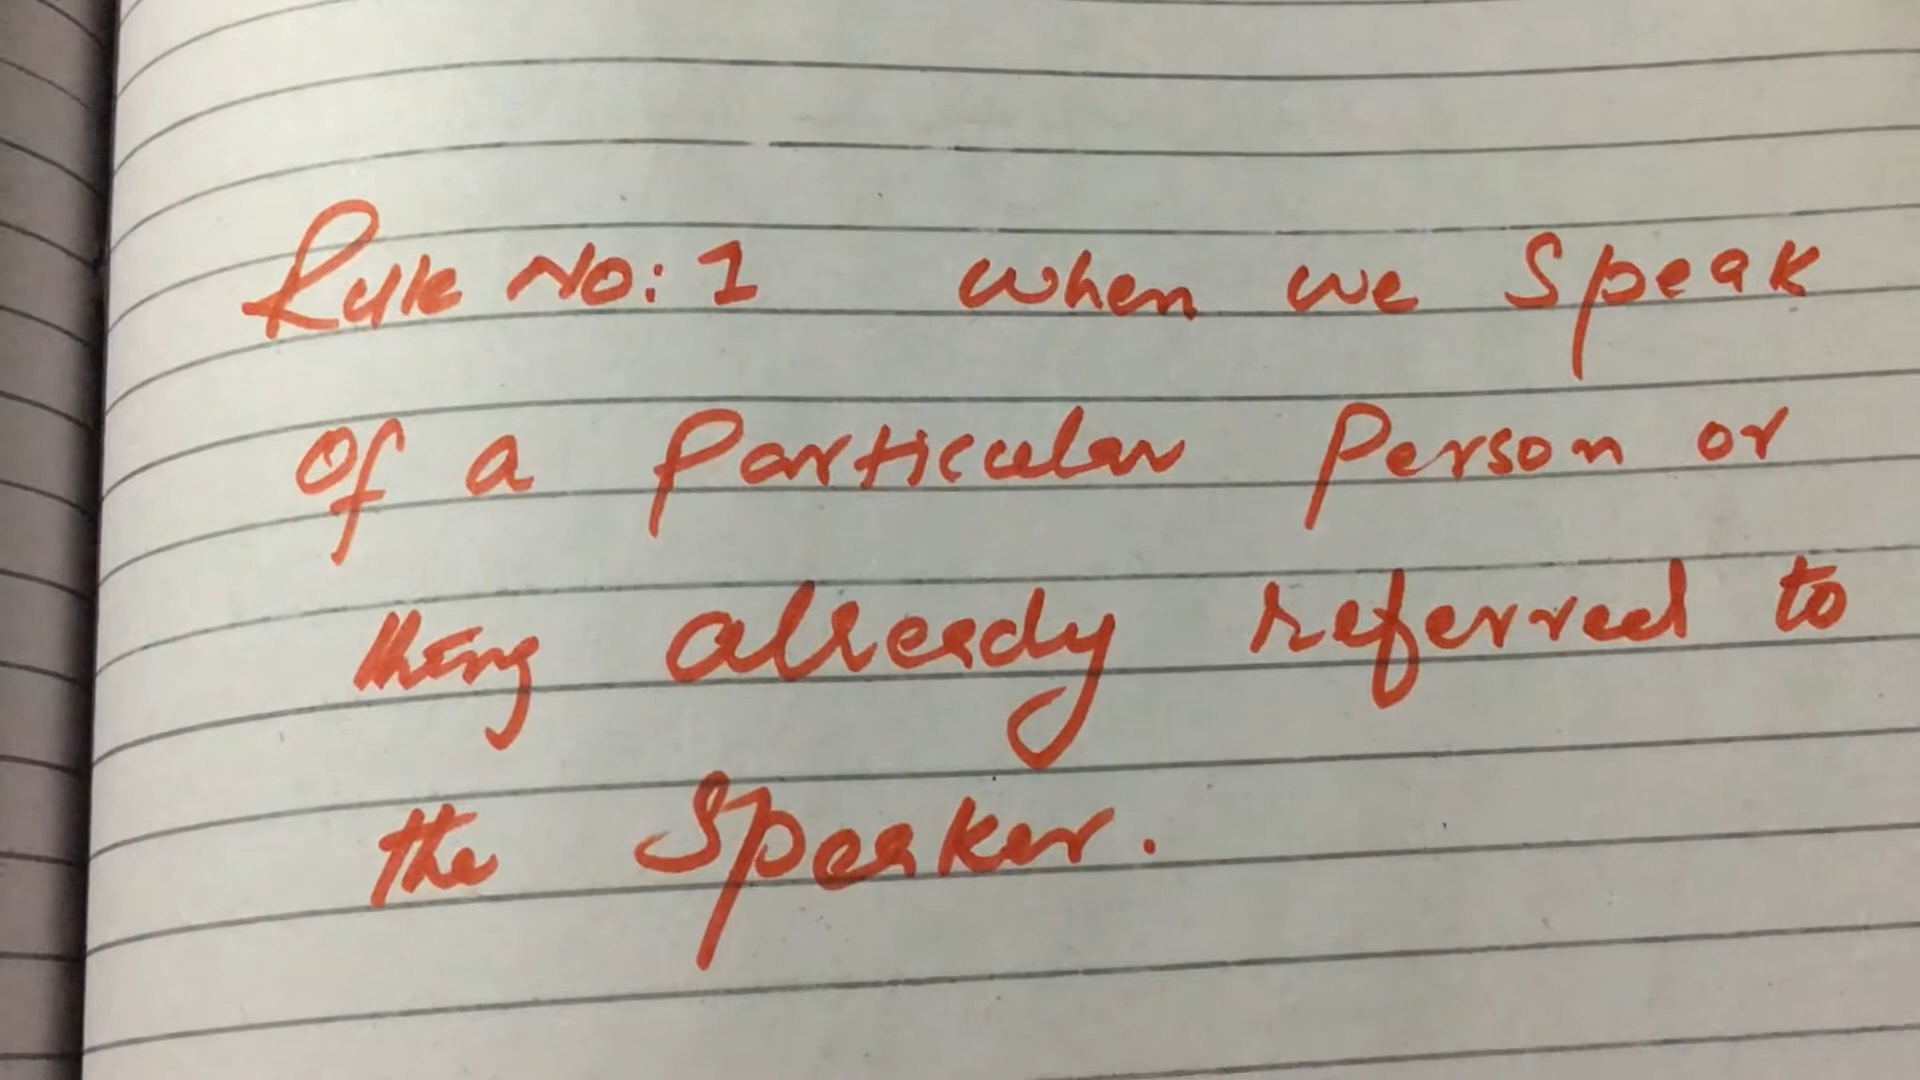 Rule No: 1 when we Speak
of a Particular Person or
thing already referred to
the Speaker.